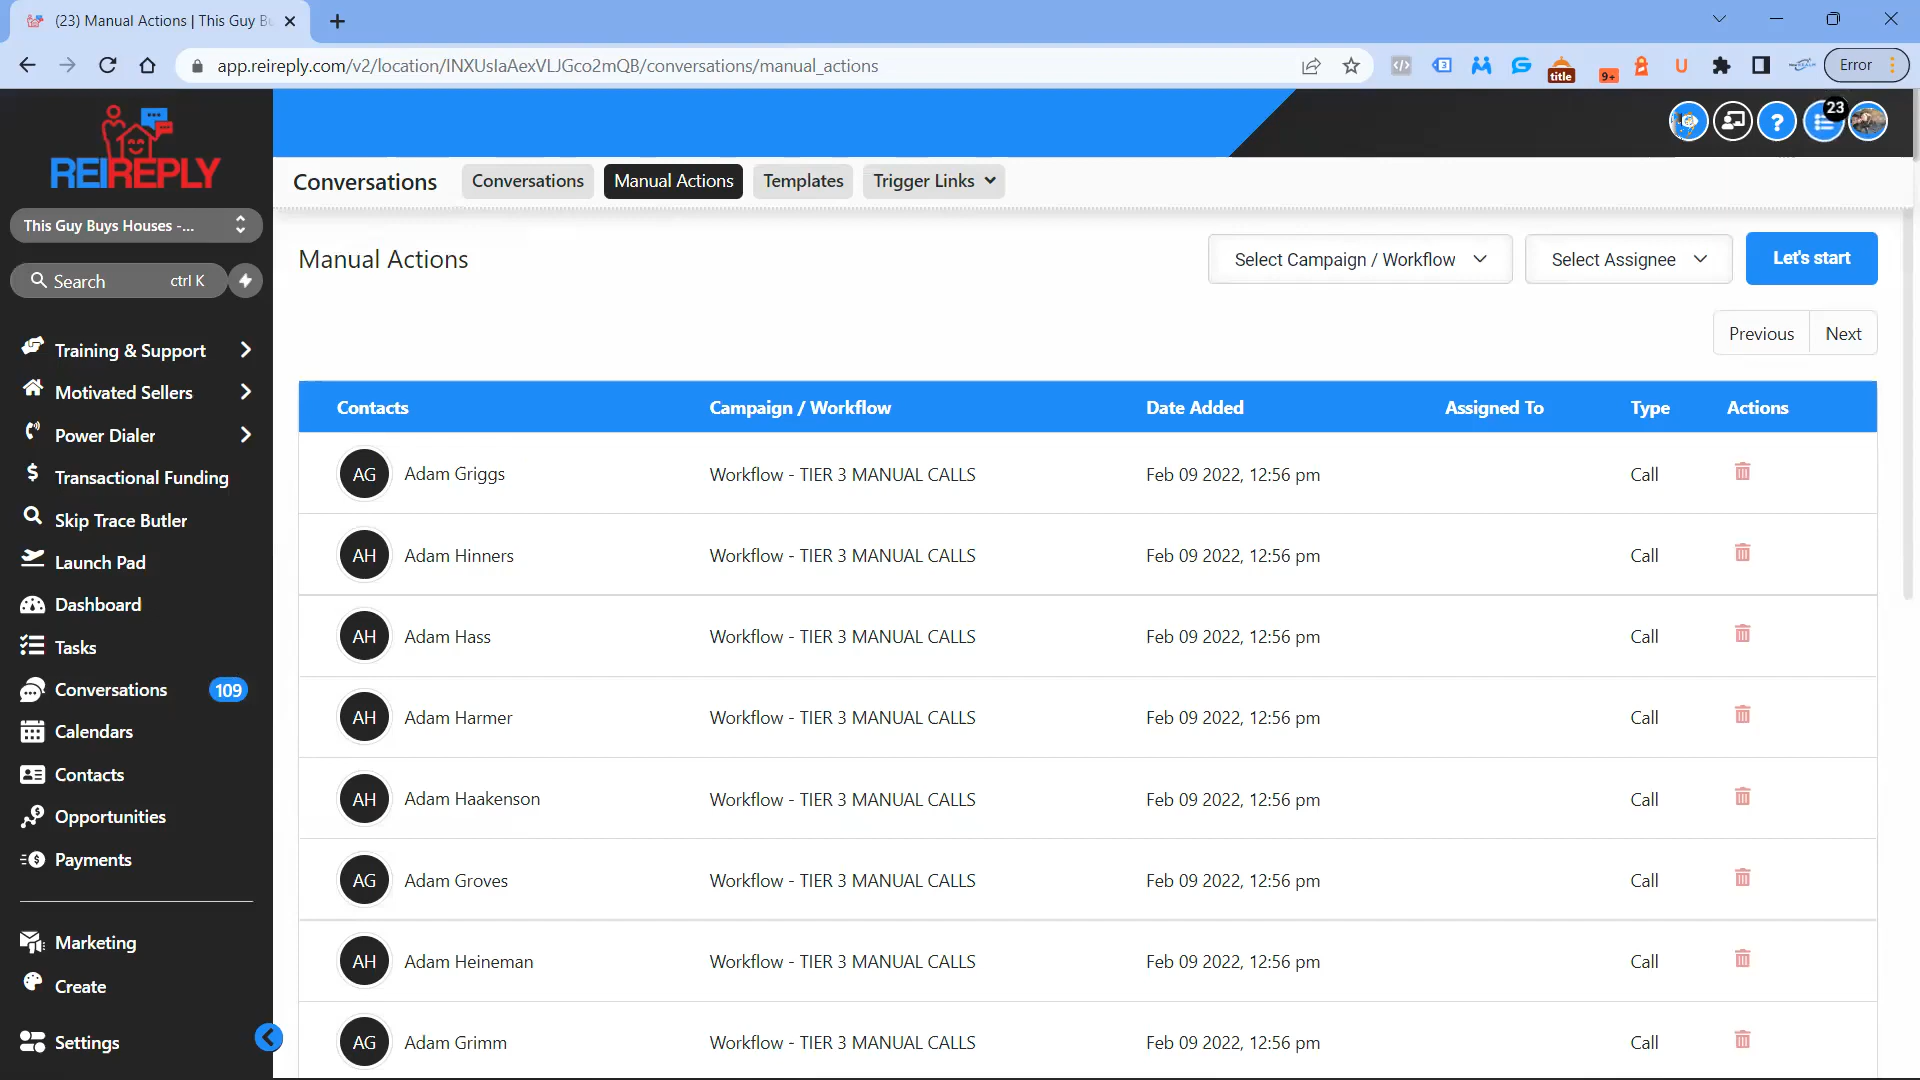 (23) Manual Actions | This Guy Bu
app.reireply.com/v2/location/INXUsIaAexVLJGco2mQB/conversations/manual_actions
3
title
9+
U
Error
REIREPLY
23
?
Conversations
Conversations
Manual Actions
Templates
Trigger Links
This Guy Buys Houses -...
Search
ctrl K
Training & Support
Motivated Sellers
Power Dialer
Transactional Funding
Skip Trace Butler
Launch Pad
Dashboard
Tasks
Conversations
109
Calendars
Contacts
Opportunities
Payments
Marketing
Create
Settings
Manual Actions
Select Campaign / Workflow
Select Assignee
Let's start
Previous
Next
Contacts Campaign / Workflow Date Added Assigned To Type Actions
AG Adam Griggs Workflow - TIER 3 MANUAL CALLS Feb 09 2022, 12:56 pm Call
AH Adam Hinners Workflow - TIER 3 MANUAL CALLS Feb 09 2022, 12:56 pm Call
AH Adam Hass Workflow - TIER 3 MANUAL CALLS Feb 09 2022, 12:56 pm Call
AH Adam Harmer Workflow - TIER 3 MANUAL CALLS Feb 09 2022, 12:56 pm Call
AH Adam Haakenson Workflow - TIER 3 MANUAL CALLS Feb 09 2022, 12:56 pm Call
AG Adam Groves Workflow - TIER 3 MANUAL CALLS Feb 09 2022, 12:56 pm Call
AH Adam Heineman Workflow - TIER 3 MANUAL CALLS Feb 09 2022, 12:56 pm Call
AG Adam Grimm Workflow - TIER 3 MANUAL CALLS Feb 09 2022, 12:56 pm Call